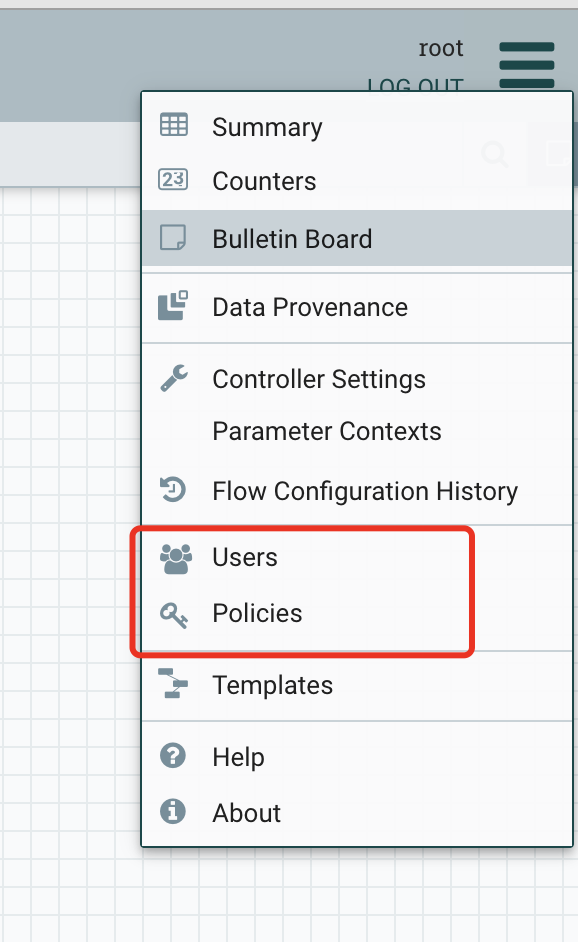 root
LOG OUT
Summary
23 Counters
Bulletin Board
Data Provenance
Controller Settings
Parameter Contexts
Flow Configuration History
Users
Policies
Templates
? Help
i About